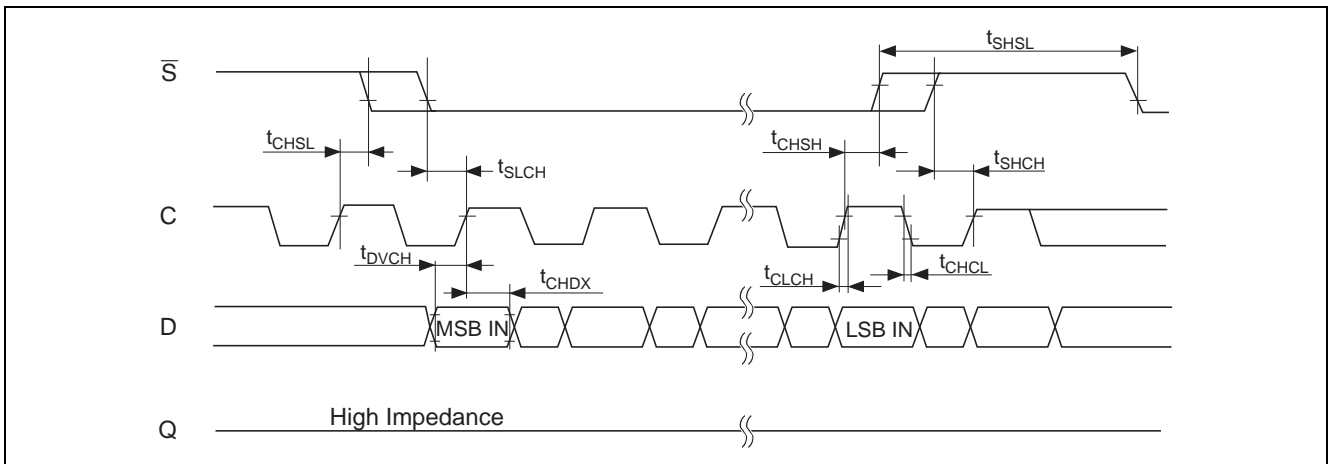 S̅
tSHSL
tCHSL
tSLCH
tCHSH
tSHCH
C
tDVCH
tCHDX
tCLCH
tCHCL
D
MSB IN
LSB IN
Q
High Impedance